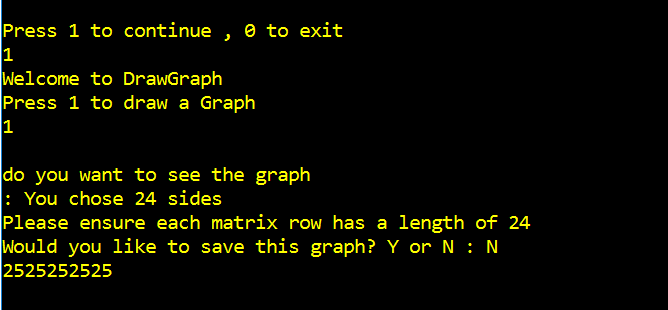 Press 1 to continue , 0 to exit
1
Welcome to DrawGraph
Press 1 to draw a Graph
1
do you want to see the graph
: You chose 24 sides
Please ensure each matrix row has a length of 24
Would you like to save this graph? Y or N : N
2525252525